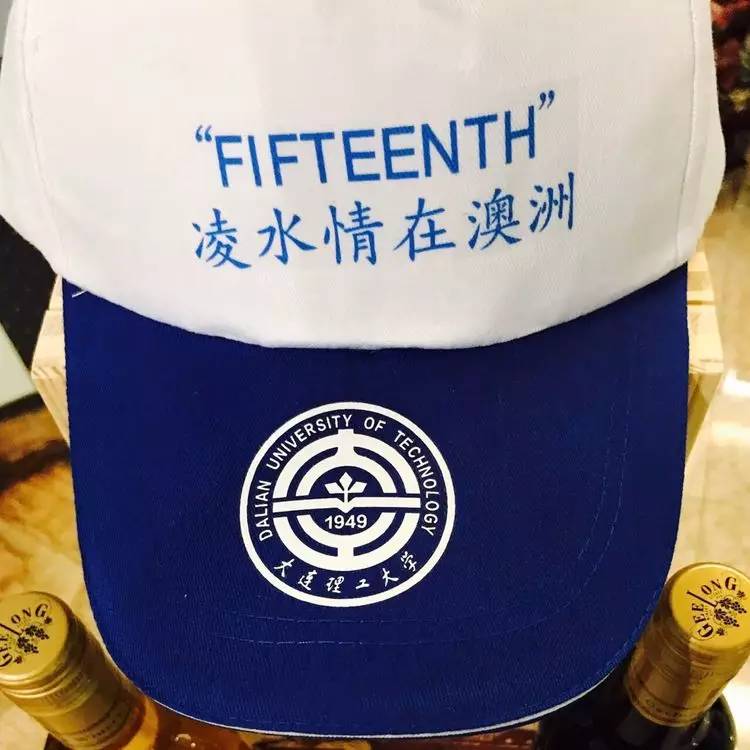 “FIFTEENTH”
凌水情在澳洲
DALIAN UNIVERSITY OF TECHNOLOGY
1949
大连理工大学
GEELONG
GEELONG